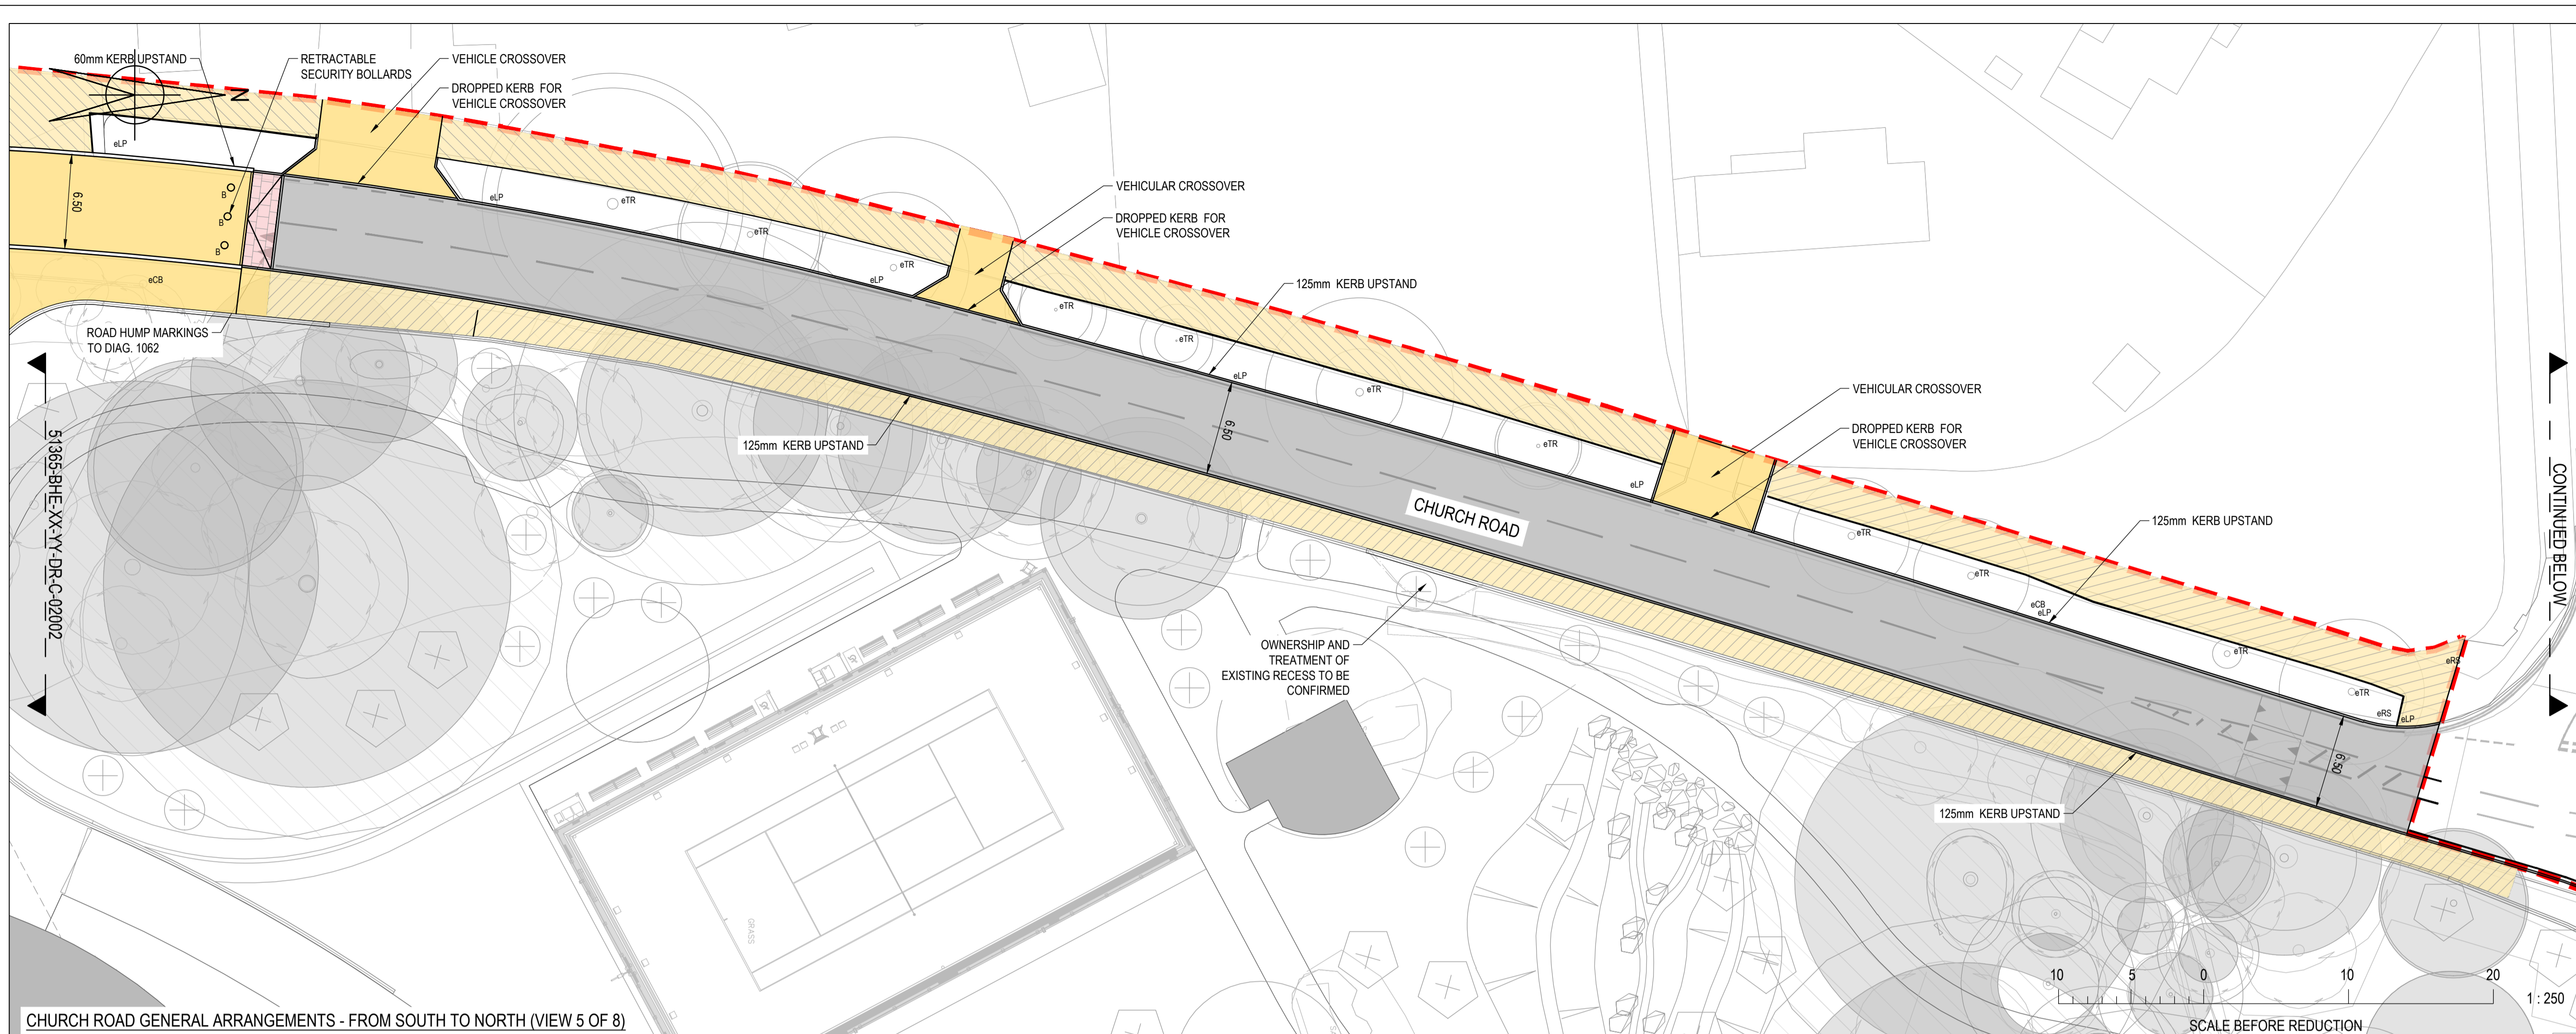 60mm KERB UPSTAND
RETRACTABLE
SECURITY BOLLARDS
VEHICLE CROSSOVER
DROPPED KERB FOR
VEHICLE CROSSOVER
N
eLP
6.50
B
B
B
eCB
ROAD HUMP MARKINGS
TO DIAG. 1062
51365-BHE-XX-YY-DR-C-02002
eLP
eTR
eTR
eTR
eLP
VEHICULAR CROSSOVER
DROPPED KERB FOR
VEHICLE CROSSOVER
125mm KERB UPSTAND
eTR
eTR
eLP
eTR
6.50
125mm KERB UPSTAND
eTR
eLP
CHURCH ROAD
VEHICULAR CROSSOVER
DROPPED KERB FOR
VEHICLE CROSSOVER
125mm KERB UPSTAND
eTR
eTR
eCB
eLP
OWNERSHIP AND
TREATMENT OF
EXISTING RECESS TO BE
CONFIRMED
eTR
eRS
eTR
eRS
eLP
6.50
125mm KERB UPSTAND
CONTINUED BELOW
GRASS
10 5 0 10 20
1 : 250
SCALE BEFORE REDUCTION
CHURCH ROAD GENERAL ARRANGEMENTS - FROM SOUTH TO NORTH (VIEW 5 OF 8)